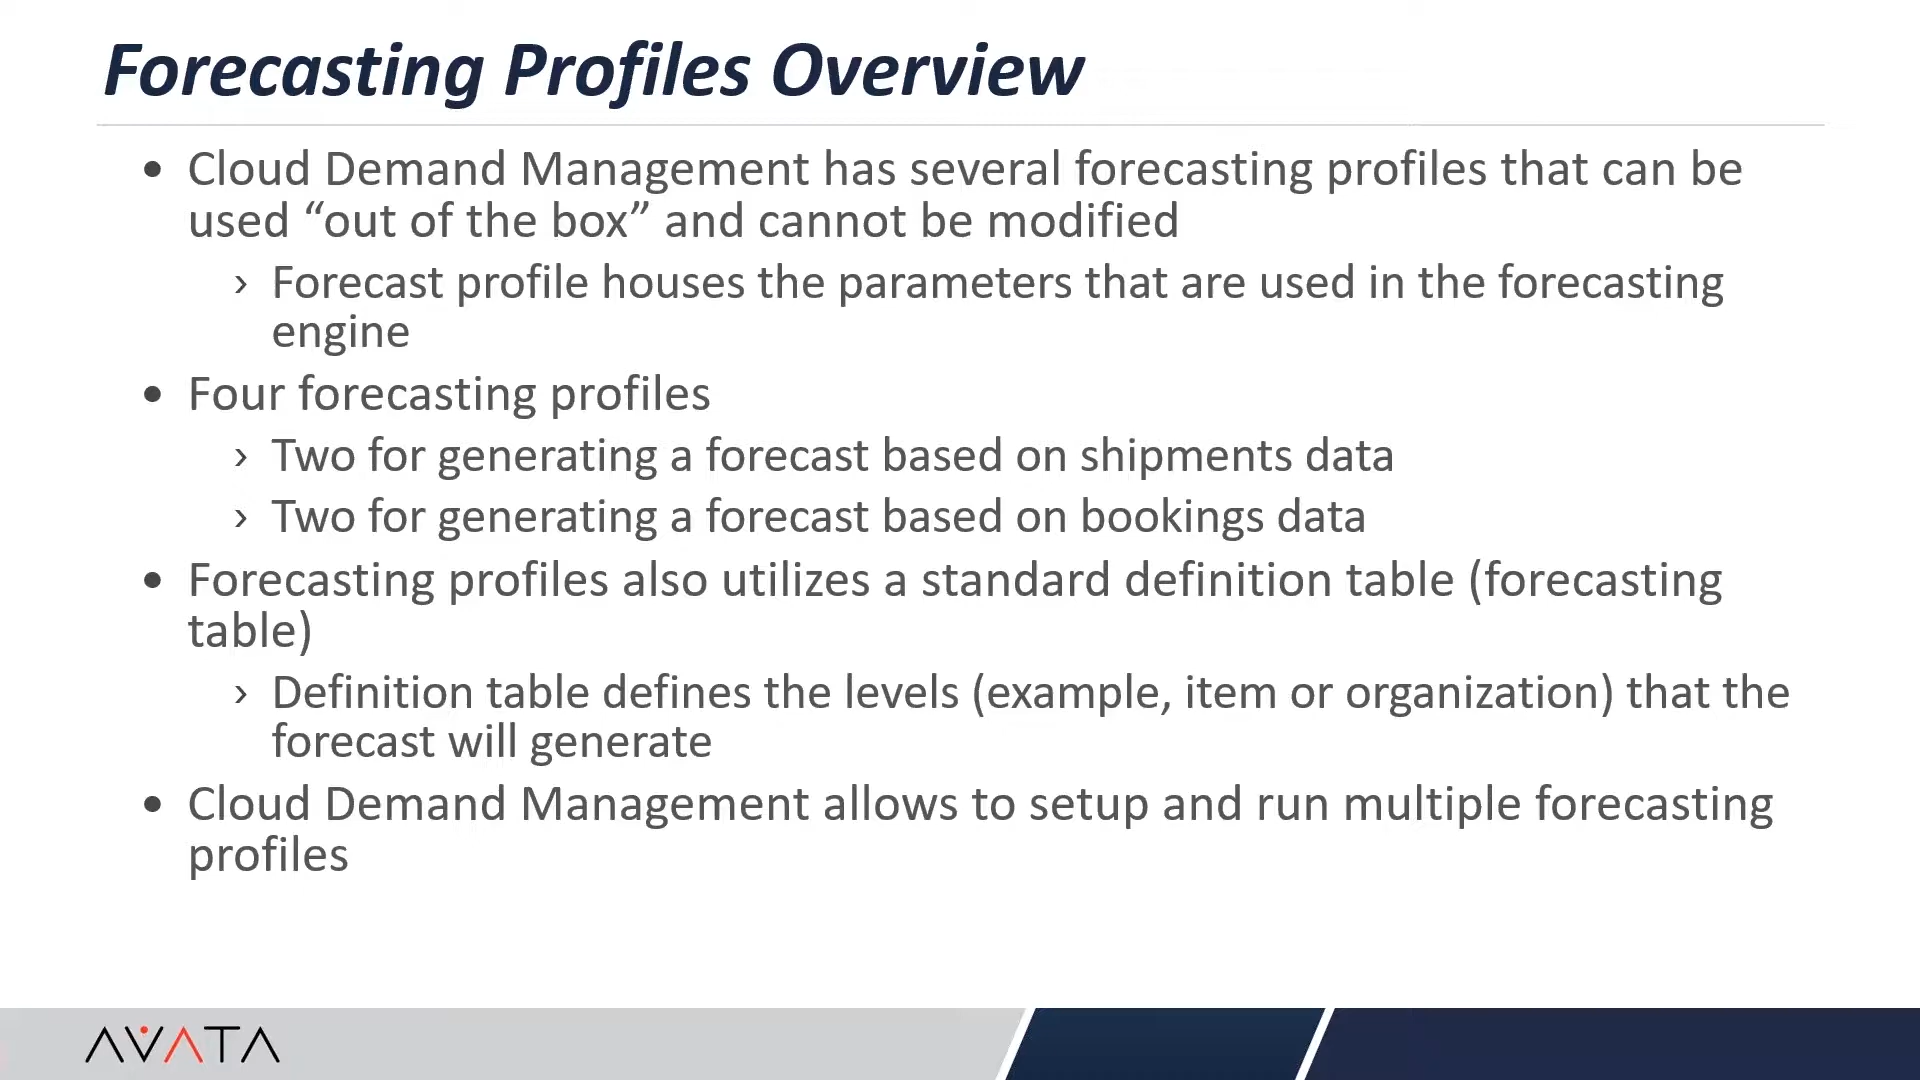 Forecasting Profiles Overview
• Cloud Demand Management has several forecasting profiles that can be
used “out of the box” and cannot be modified
› Forecast profile houses the parameters that are used in the forecasting
engine
• Four forecasting profiles
› Two for generating a forecast based on shipments data
› Two for generating a forecast based on bookings data
• Forecasting profiles also utilizes a standard definition table (forecasting
table)
› Definition table defines the levels (example, item or organization) that the
forecast will generate
• Cloud Demand Management allows to setup and run multiple forecasting
profiles
AVATA